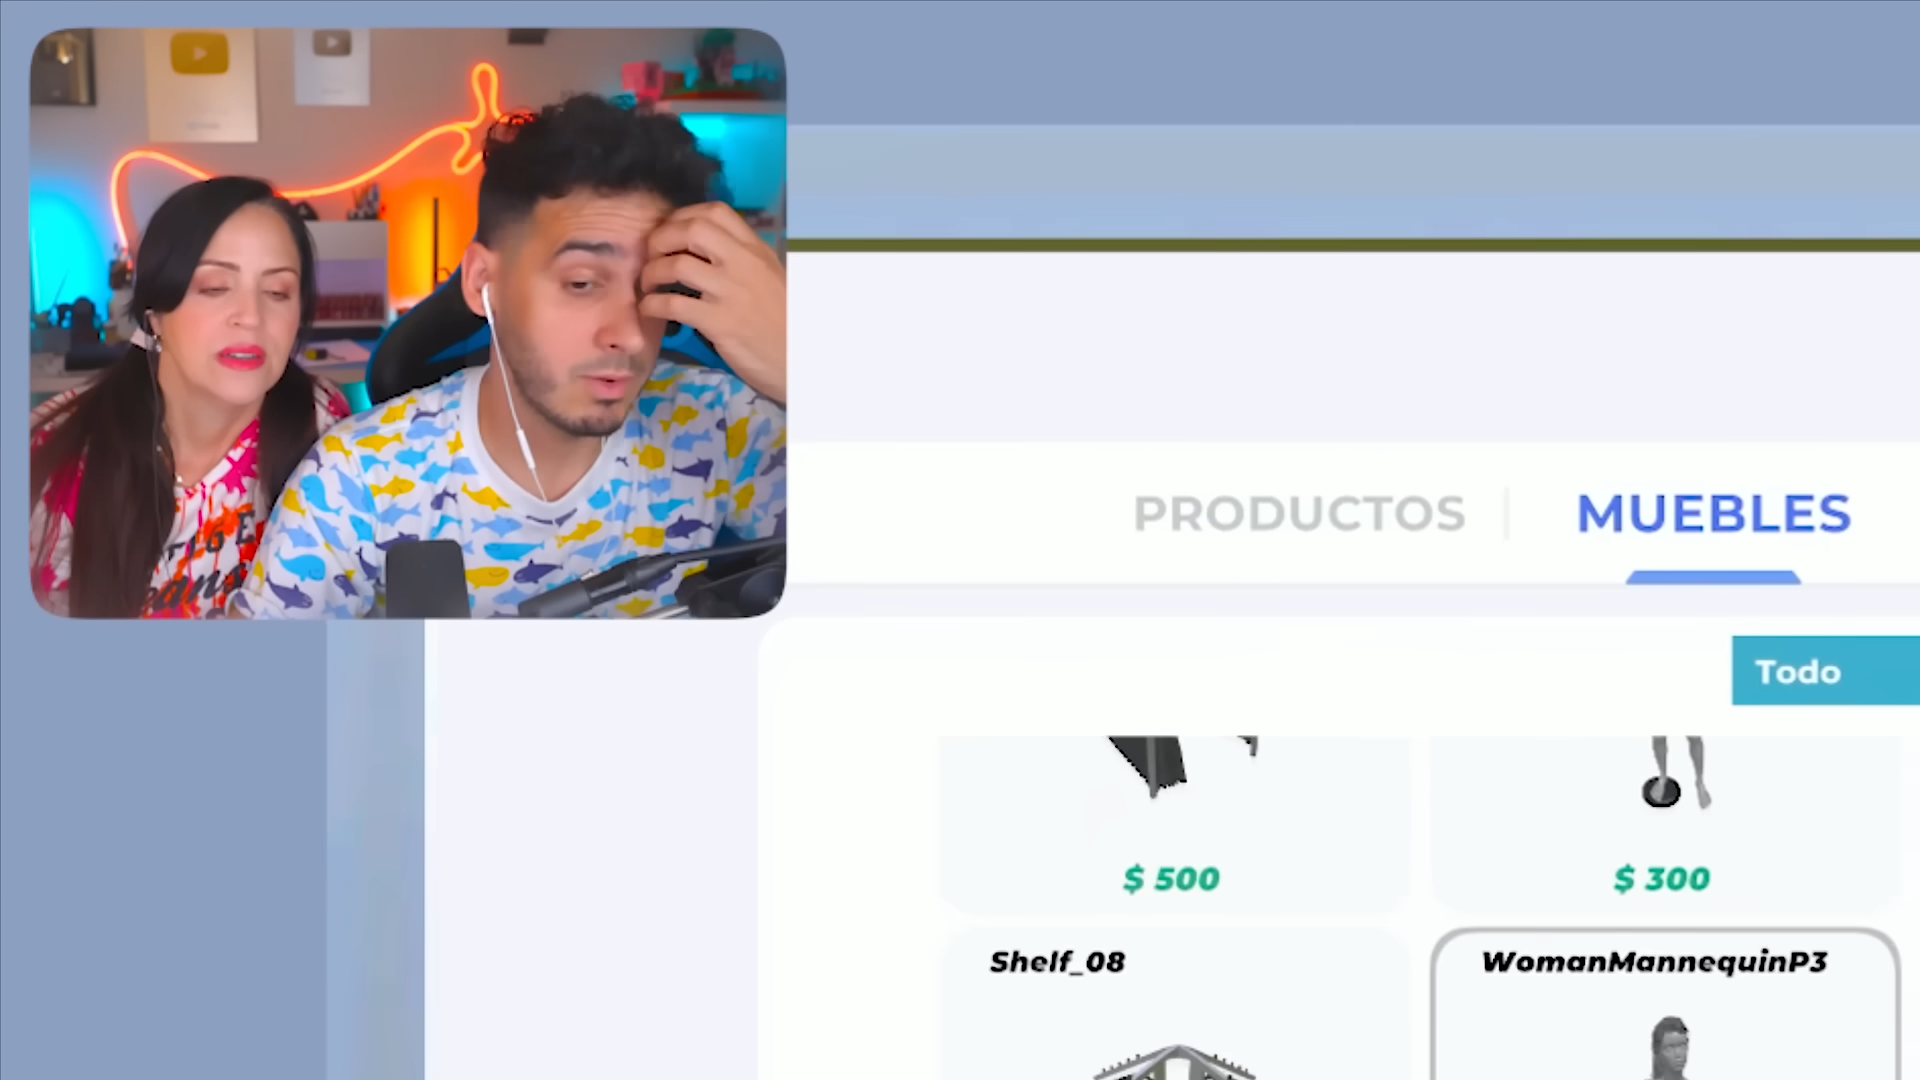 PRODUCTOS
MUEBLES
Todo
$ 500
$ 300
Shelf_08
WomanMannequinP3